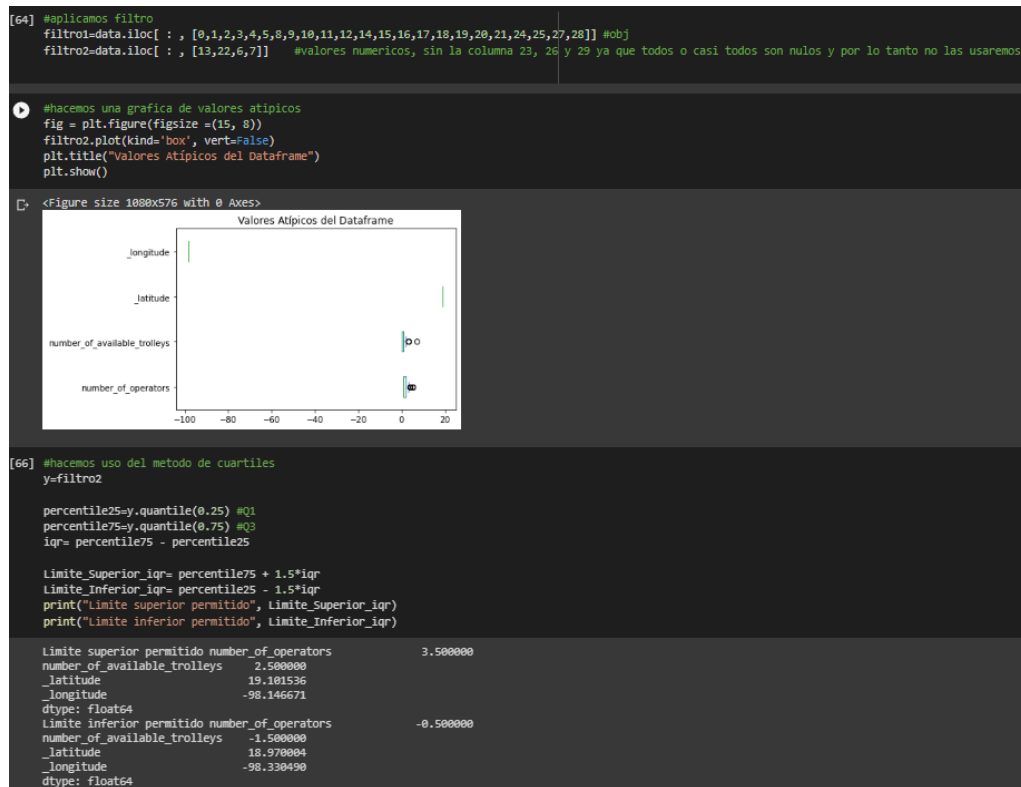 [64] #aplicamos filtro
filtro1=data.iloc[ : , [0,1,2,3,4,5,8,9,10,11,12,14,15,16,17,18,19,20,21,24,25,27,28]] #obj
filtro2=data.iloc[ : , [13,22,6,7]] #valores numericos, sin la columna 23, 26 y 29 ya que todos o casi todos son nulos y por lo tanto no las usaremos
#hacemos una grafica de valores atipicos
fig = plt.figure(figsize =(15, 8))
filtro2.plot(kind='box', vert=False)
plt.title("Valores Atípicos del Dataframe")
plt.show()
<Figure size 1080x576 with 0 Axes>
Valores Atípicos del Dataframe
_longitude
_latitude
number_of_available_trolleys
number_of_operators
−100 −80 −60 −40 −20 0 20
[66] #hacemos uso del metodo de cuartiles
y=filtro2
percentile25=y.quantile(0.25) #Q1
percentile75=y.quantile(0.75) #Q3
iqr= percentile75 - percentile25
Limite_Superior_iqr= percentile75 + 1.5*iqr
Limite_Inferior_iqr= percentile25 - 1.5*iqr
print("Limite superior permitido", Limite_Superior_iqr)
print("Limite inferior permitido", Limite_Inferior_iqr)
Limite superior permitido number_of_operators 3.500000
number_of_available_trolleys 2.500000
_latitude 19.101536
_longitude -98.146671
dtype: float64
Limite inferior permitido number_of_operators -0.500000
number_of_available_trolleys -1.500000
_latitude 18.970004
_longitude -98.330490
dtype: float64